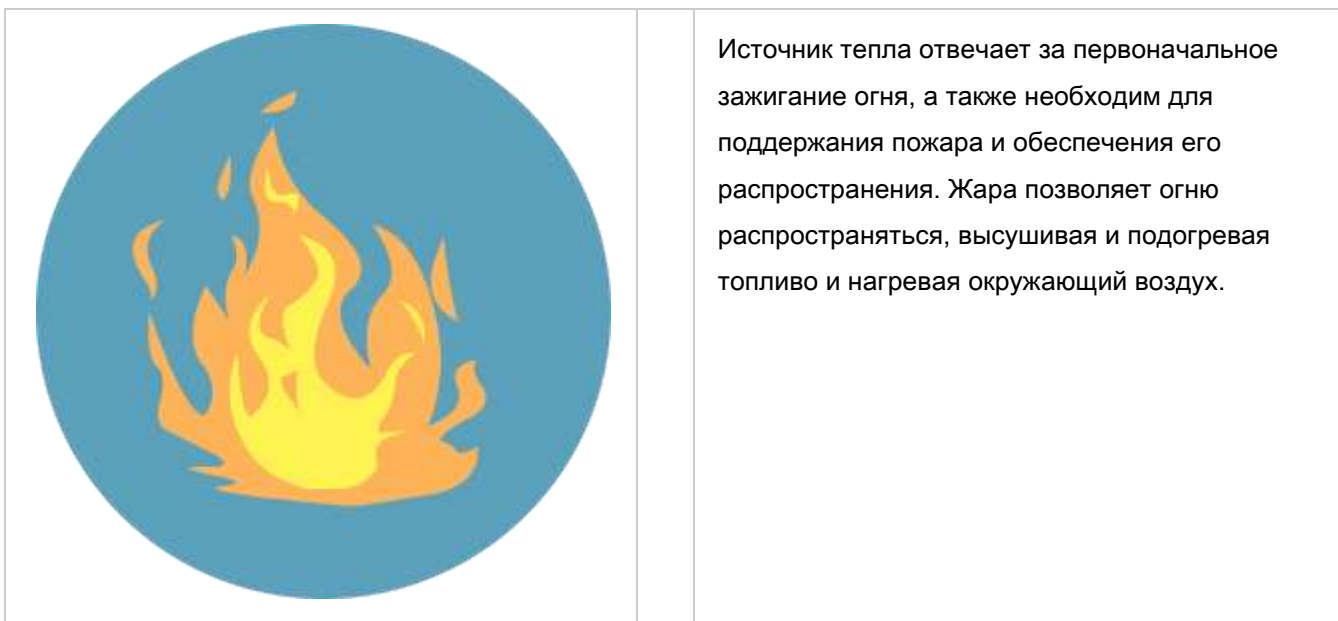 Источник тепла отвечает за первоначальное
зажигание огня, а также необходим для
поддержания пожара и обеспечения его
распространения. Жара позволяет огню
распространяться, высушивая и подогревая
топливо и нагревая окружающий воздух.